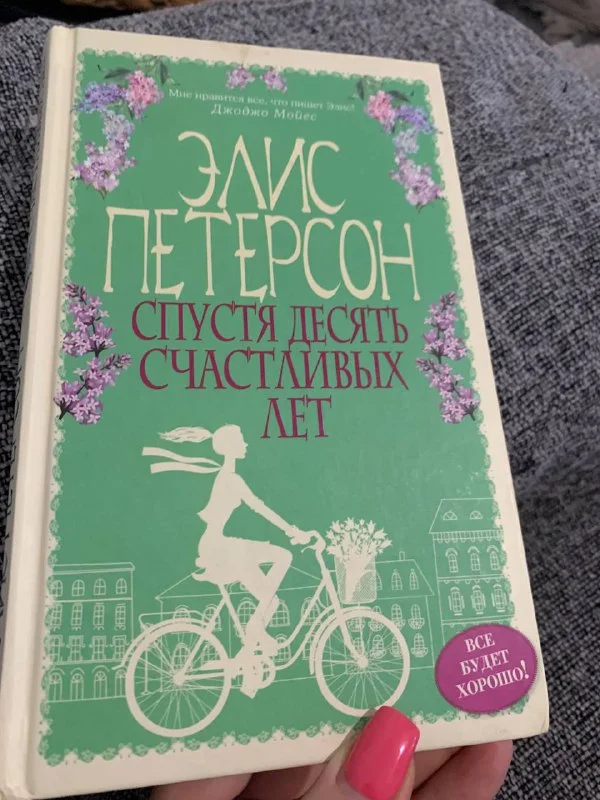 Мне нравится все, что пишет Элис!
Джоджо Мойес
ЭЛИС
ПЕТЕРСОН
СПУСТЯ ДЕСЯТЬ
СЧАСТЛИВЫХ
ЛЕТ
ВСЕ
БУДЕТ
ХОРОШО!